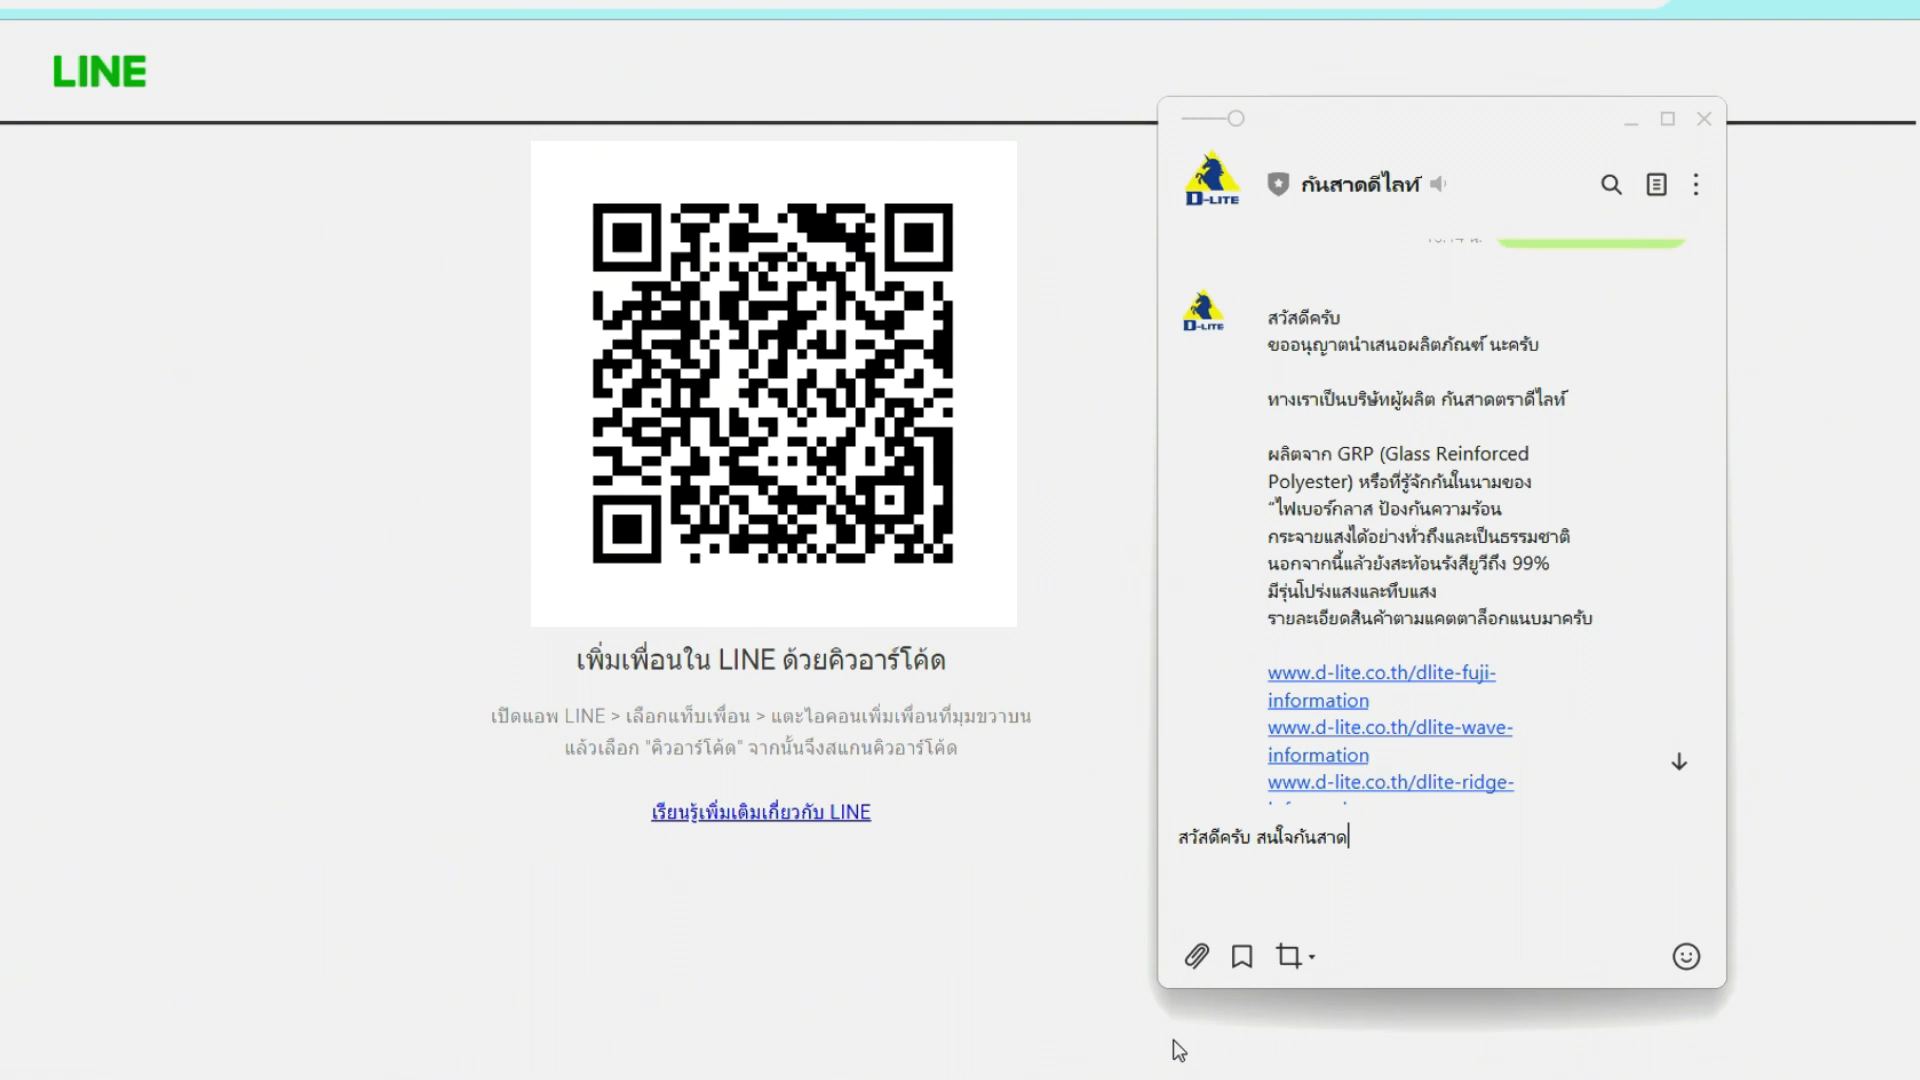 LINE
เพิ่มเพื่อนใน LINE ด้วยคิวอาร์โค้ด
เปิดแอพ LINE > เลือกแท็บเพื่อน > แตะไอคอนเพิ่มเพื่อนที่มุมขวาบน
แล้วเลือก "คิวอาร์โค้ด" จากนั้นจึงสแกนคิวอาร์โค้ด
เรียนรู้เพิ่มเติมเกี่ยวกับ LINE
D-LITE
กันสาดดีไลท์
D-LITE
สวัสดีครับ
ขออนุญาตนำเสนอผลิตภัณฑ์ นะครับ
ทางเราเป็นบริษัทผู้ผลิต กันสาดตราดีไลท์
ผลิตจาก GRP (Glass Reinforced
Polyester) หรือที่รู้จักกันในนามของ
“ไฟเบอร์กลาส ป้องกันความร้อน
กระจายแสงได้อย่างทั่วถึงและเป็นธรรมชาติ
นอกจากนี้แล้วยังสะท้อนรังสียูวีถึง 99%
มีรุ่นโปร่งแสงและทึบแสง
รายละเอียดสินค้าตามแคตตาล็อกแนบมาครับ
www.d-lite.co.th/dlite-fuji-
information
www.d-lite.co.th/dlite-wave-
information
www.d-lite.co.th/dlite-ridge-
สวัสดีครับ สนใจกันสาด